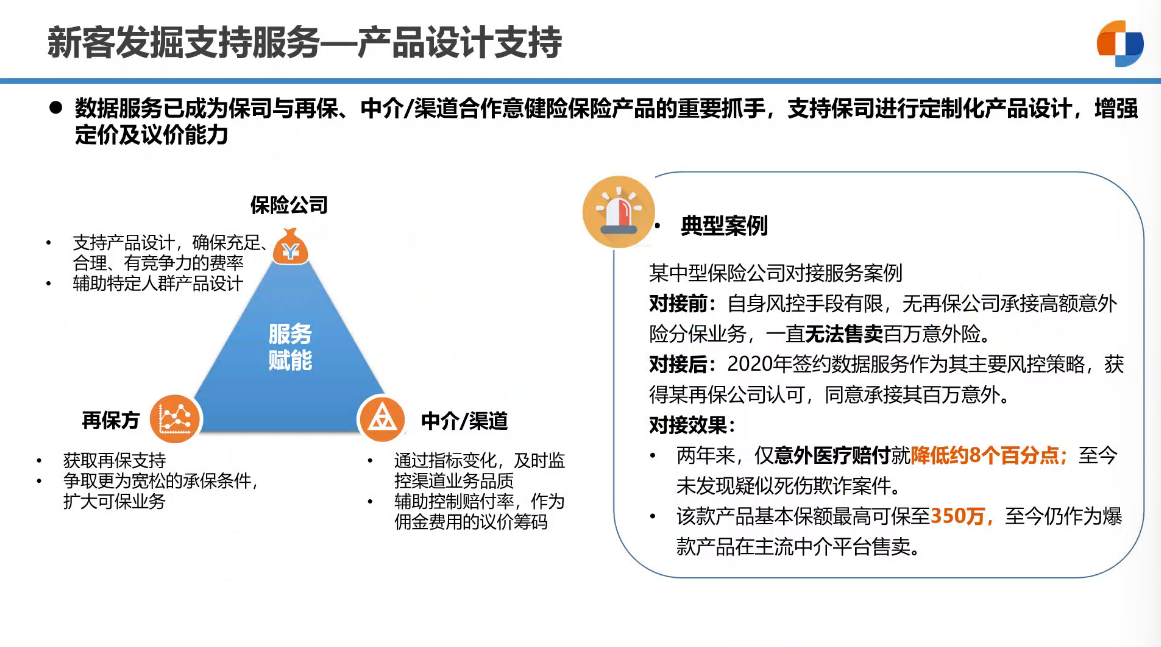 新客发掘支持服务—产品设计支持
● 数据服务已成为保司与再保、中介/渠道合作意健险保险产品的重要抓手，支持保司进行定制化产品设计，增强
定价及议价能力
保险公司
• 支持产品设计，确保充足、
合理、有竞争力的费率
• 辅助特定人群产品设计
服务
赋能
再保方
• 获取再保支持
• 争取更为宽松的承保条件，
扩大可保业务
中介/渠道
• 通过指标变化，及时监
控渠道业务品质
• 辅助控制赔付率，作为
佣金费用的议价筹码
• 典型案例
某中型保险公司对接服务案例
对接前：自身风控手段有限，无再保公司承接高额意外
险分保业务，一直无法售卖百万意外险。
对接后：2020年签约数据服务作为其主要风控策略，获
得某再保公司认可，同意承接其百万意外。
对接效果：
• 两年来，仅意外医疗赔付就降低约8个百分点；至今
未发现疑似死伤欺诈案件。
• 该款产品基本保额最高可保至350万，至今仍作为爆
款产品在主流中介平台售卖。